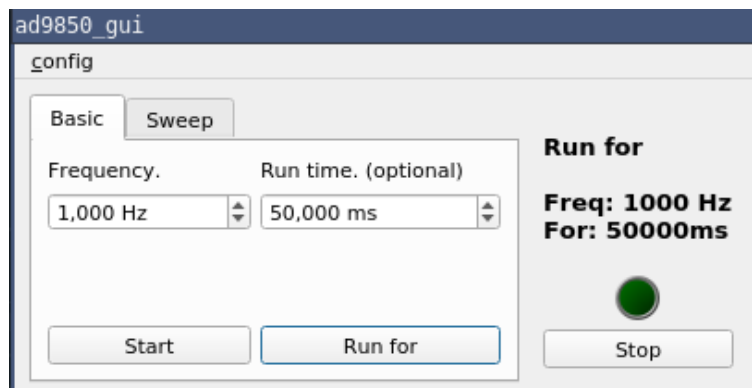 ad9850_gui
config
Basic Sweep
Frequency. Run time. (optional)
1,000 Hz 50,000 ms
Start Run for
Run for
Freq: 1000 Hz
For: 50000ms
Stop